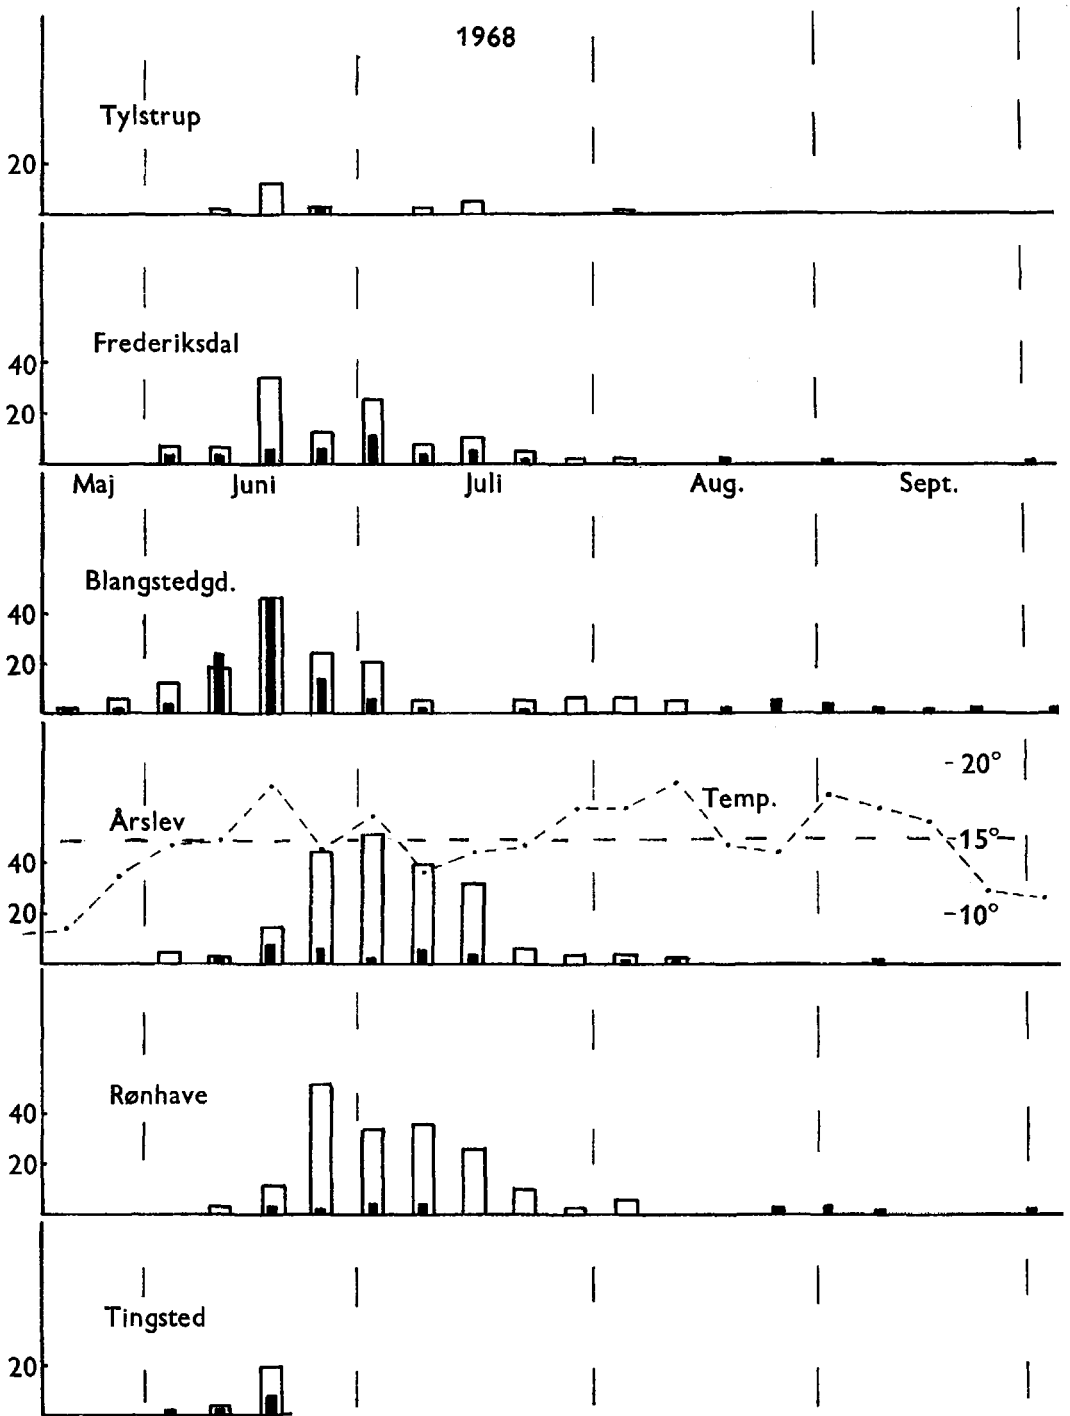 1968
Tylstrup
20
Frederiksdal
40
20
Maj Juni Juli Aug. Sept.
Blangstedgd.
40
20
-20°
Temp.
Årslev
-15°
40
20
-10°
Rønhave
40
20
Tingsted
20